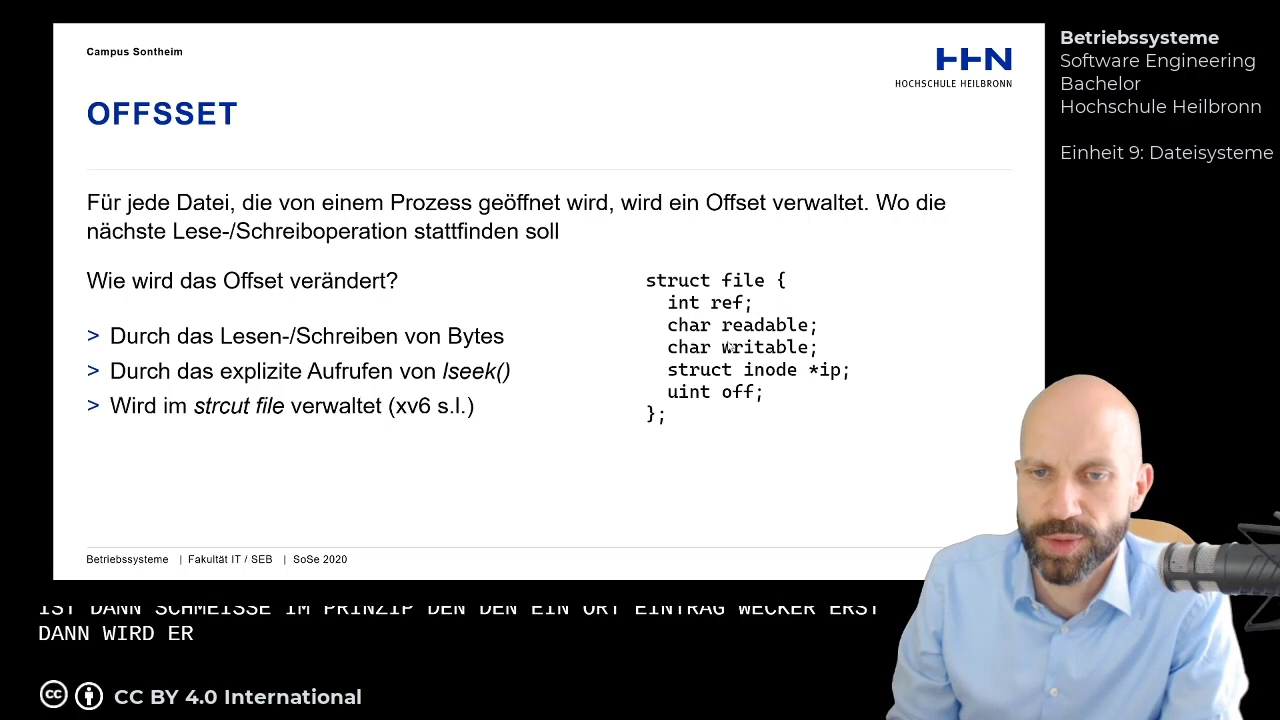 Campus Sontheim
HHN
HOCHSCHULE HEILBRONN
OFFSSET
Für jede Datei, die von einem Prozess geöffnet wird, wird ein Offset verwaltet. Wo die
nächste Lese-/Schreiboperation stattfinden soll
Wie wird das Offset verändert?
> Durch das Lesen-/Schreiben von Bytes
> Durch das explizite Aufrufen von lseek()
> Wird im strcut file verwaltet (xv6 s.l.)
struct file {
int ref;
char readable;
char writable;
struct inode *ip;
uint off;
};
Betriebssysteme | Fakultät IT / SEB | SoSe 2020
Betriebssysteme
Software Engineering
Bachelor
Hochschule Heilbronn
Einheit 9: Dateisysteme
IST DANN SCHMEISSE IM PRINZIP DEN DEN EIN ORT EINTRAG WECKER ERST
DANN WIRD ER
cc CC BY 4.0 International